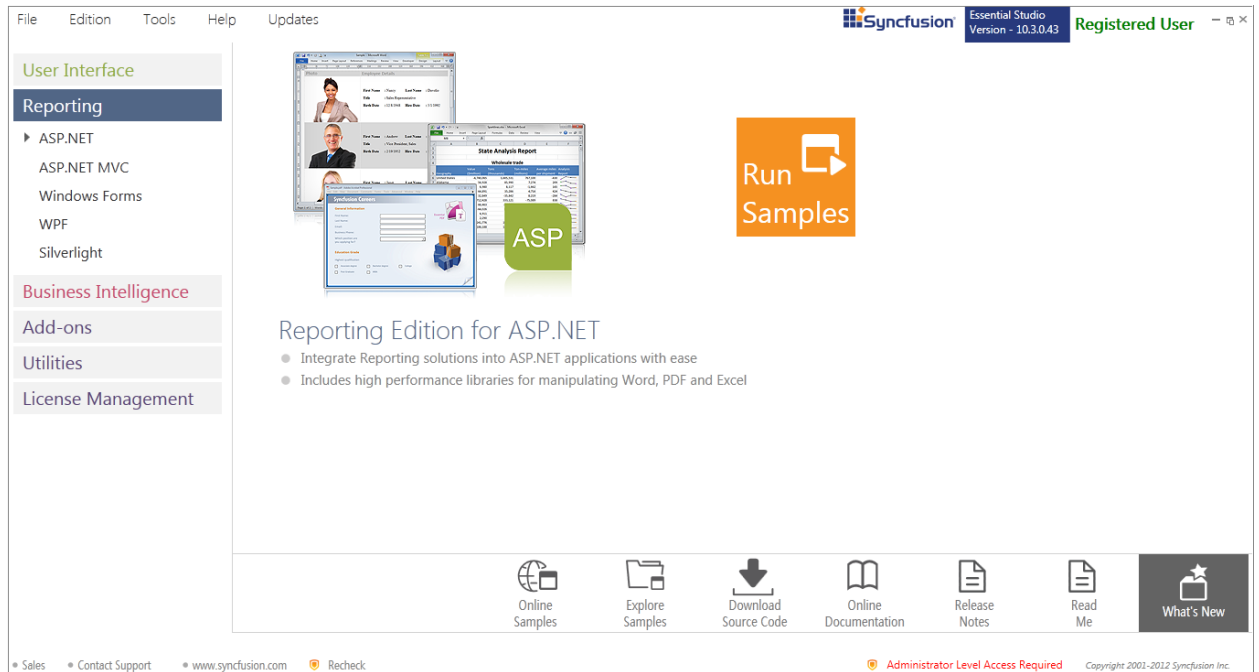 File Edition Tools Help Updates
Syncfusion
Essential Studio
Version - 10.3.0.43
Registered User
User Interface
Reporting
ASP.NET
ASP.NET MVC
Windows Forms
WPF
Silverlight
Business Intelligence
Add-ons
Utilities
License Management
State Analysis Report
Wholesale trade
Syncfusion Careers
ASP
Run
Samples
Reporting Edition for ASP.NET
Integrate Reporting solutions into ASP.NET applications with ease
Includes high performance libraries for manipulating Word, PDF and Excel
Online
Samples
Explore
Samples
Download
Source Code
Online
Documentation
Release
Notes
Read
Me
What's New
Sales Contact Support www.syncfusion.com Recheck
Administrator Level Access Required Copyright 2001-2012 Syncfusion Inc.